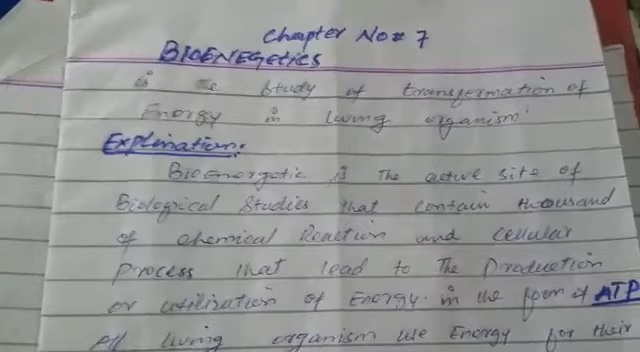 Chapter No# 7
BIOENEGetics
is the Study of transformation of
Energy in living organism.
Explination:
BioEnergetic is The active site of
Biological Studies that contain thousand
of chemical Reaction and cellular
Process that lead to The Production
or utilization of Energy. in the form of ATP
All living organism use Energy for their